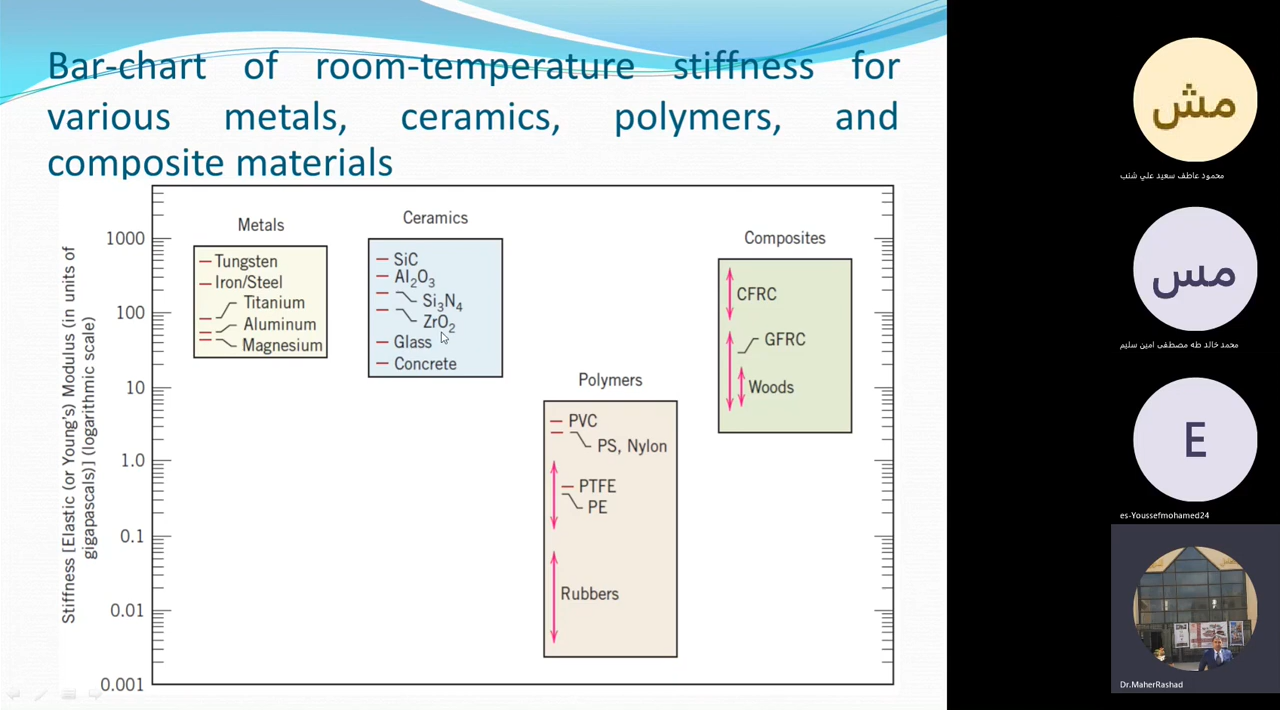 Bar-chart of room-temperature stiffness for
various metals, ceramics, polymers, and
composite materials
Stiffness [Elastic (or Young's) Modulus (in units of
gigapascals)] (logarithmic scale)
1000
100
10
1.0
0.1
0.01
0.001
Metals
Tungsten
Iron/Steel
Titanium
Aluminum
Magnesium
Ceramics
SiC
Al₂O₃
Si₃N₄
ZrO₂
Glass
Concrete
Polymers
PVC
PS, Nylon
PTFE
PE
Rubbers
Composites
CFRC
GFRC
Woods
مش
محمود عاطف سعيد علي شنب
مس
محمد خالد طه مصطفى امين سليم
E
es-Youssefmohamed24
Dr.MaherRashad